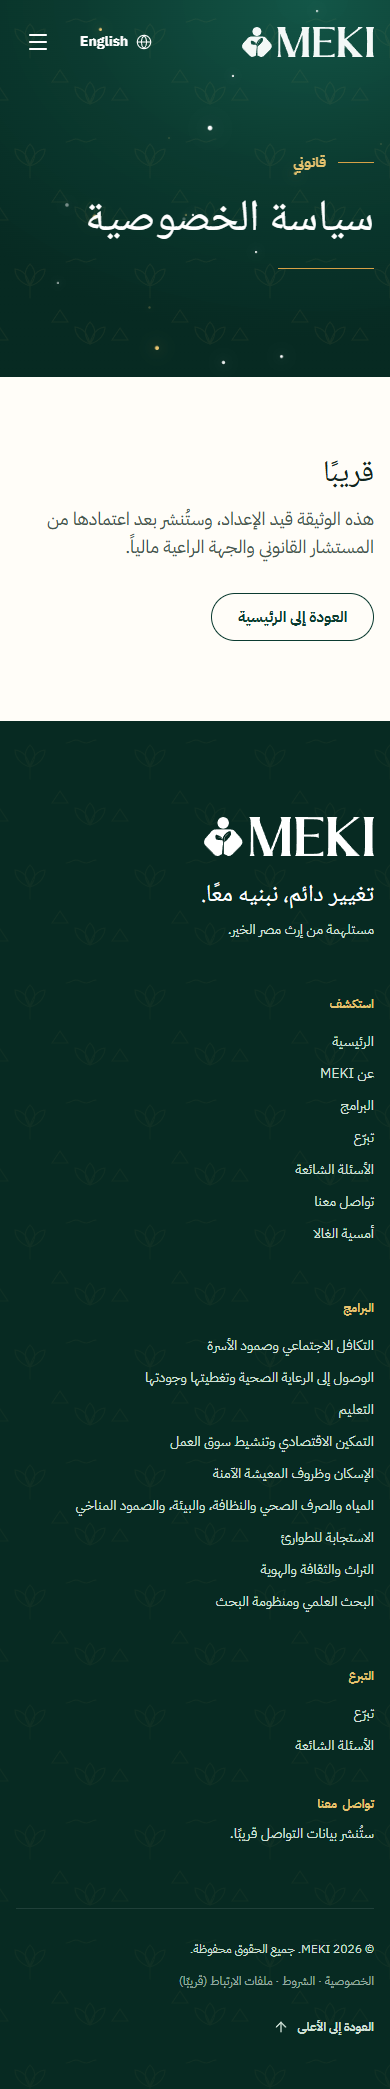 MEKI
English
قانوني
سياسة الخصوصية
قريبًا
هذه الوثيقة قيد الإعداد، وستُنشر بعد اعتمادها من
المستشار القانوني والجهة الراعية مالياً.
العودة إلى الرئيسية
MEKI
تغيير دائم، نبنيه معًا.
مستلهمة من إرث مصر الخير.
استكشف
الرئيسية
عن MEKI
البرامج
تبرّع
الأسئلة الشائعة
تواصل معنا
أمسية الغالا
البرامج
التكافل الاجتماعي وصمود الأسرة
الوصول إلى الرعاية الصحية وتغطيتها وجودتها
التعليم
التمكين الاقتصادي وتنشيط سوق العمل
الإسكان وظروف المعيشة الآمنة
المياه والصرف الصحي والنظافة، والبيئة، والصمود المناخي
الاستجابة للطوارئ
التراث والثقافة والهوية
البحث العلمي ومنظومة البحث
التبرع
تبرّع
الأسئلة الشائعة
تواصل معنا
ستُنشر بيانات التواصل قريبًا.
© 2026 MEKI. جميع الحقوق محفوظة.
الخصوصية · الشروط · ملفات الارتباط (قريبًا)
العودة إلى الأعلى ↑